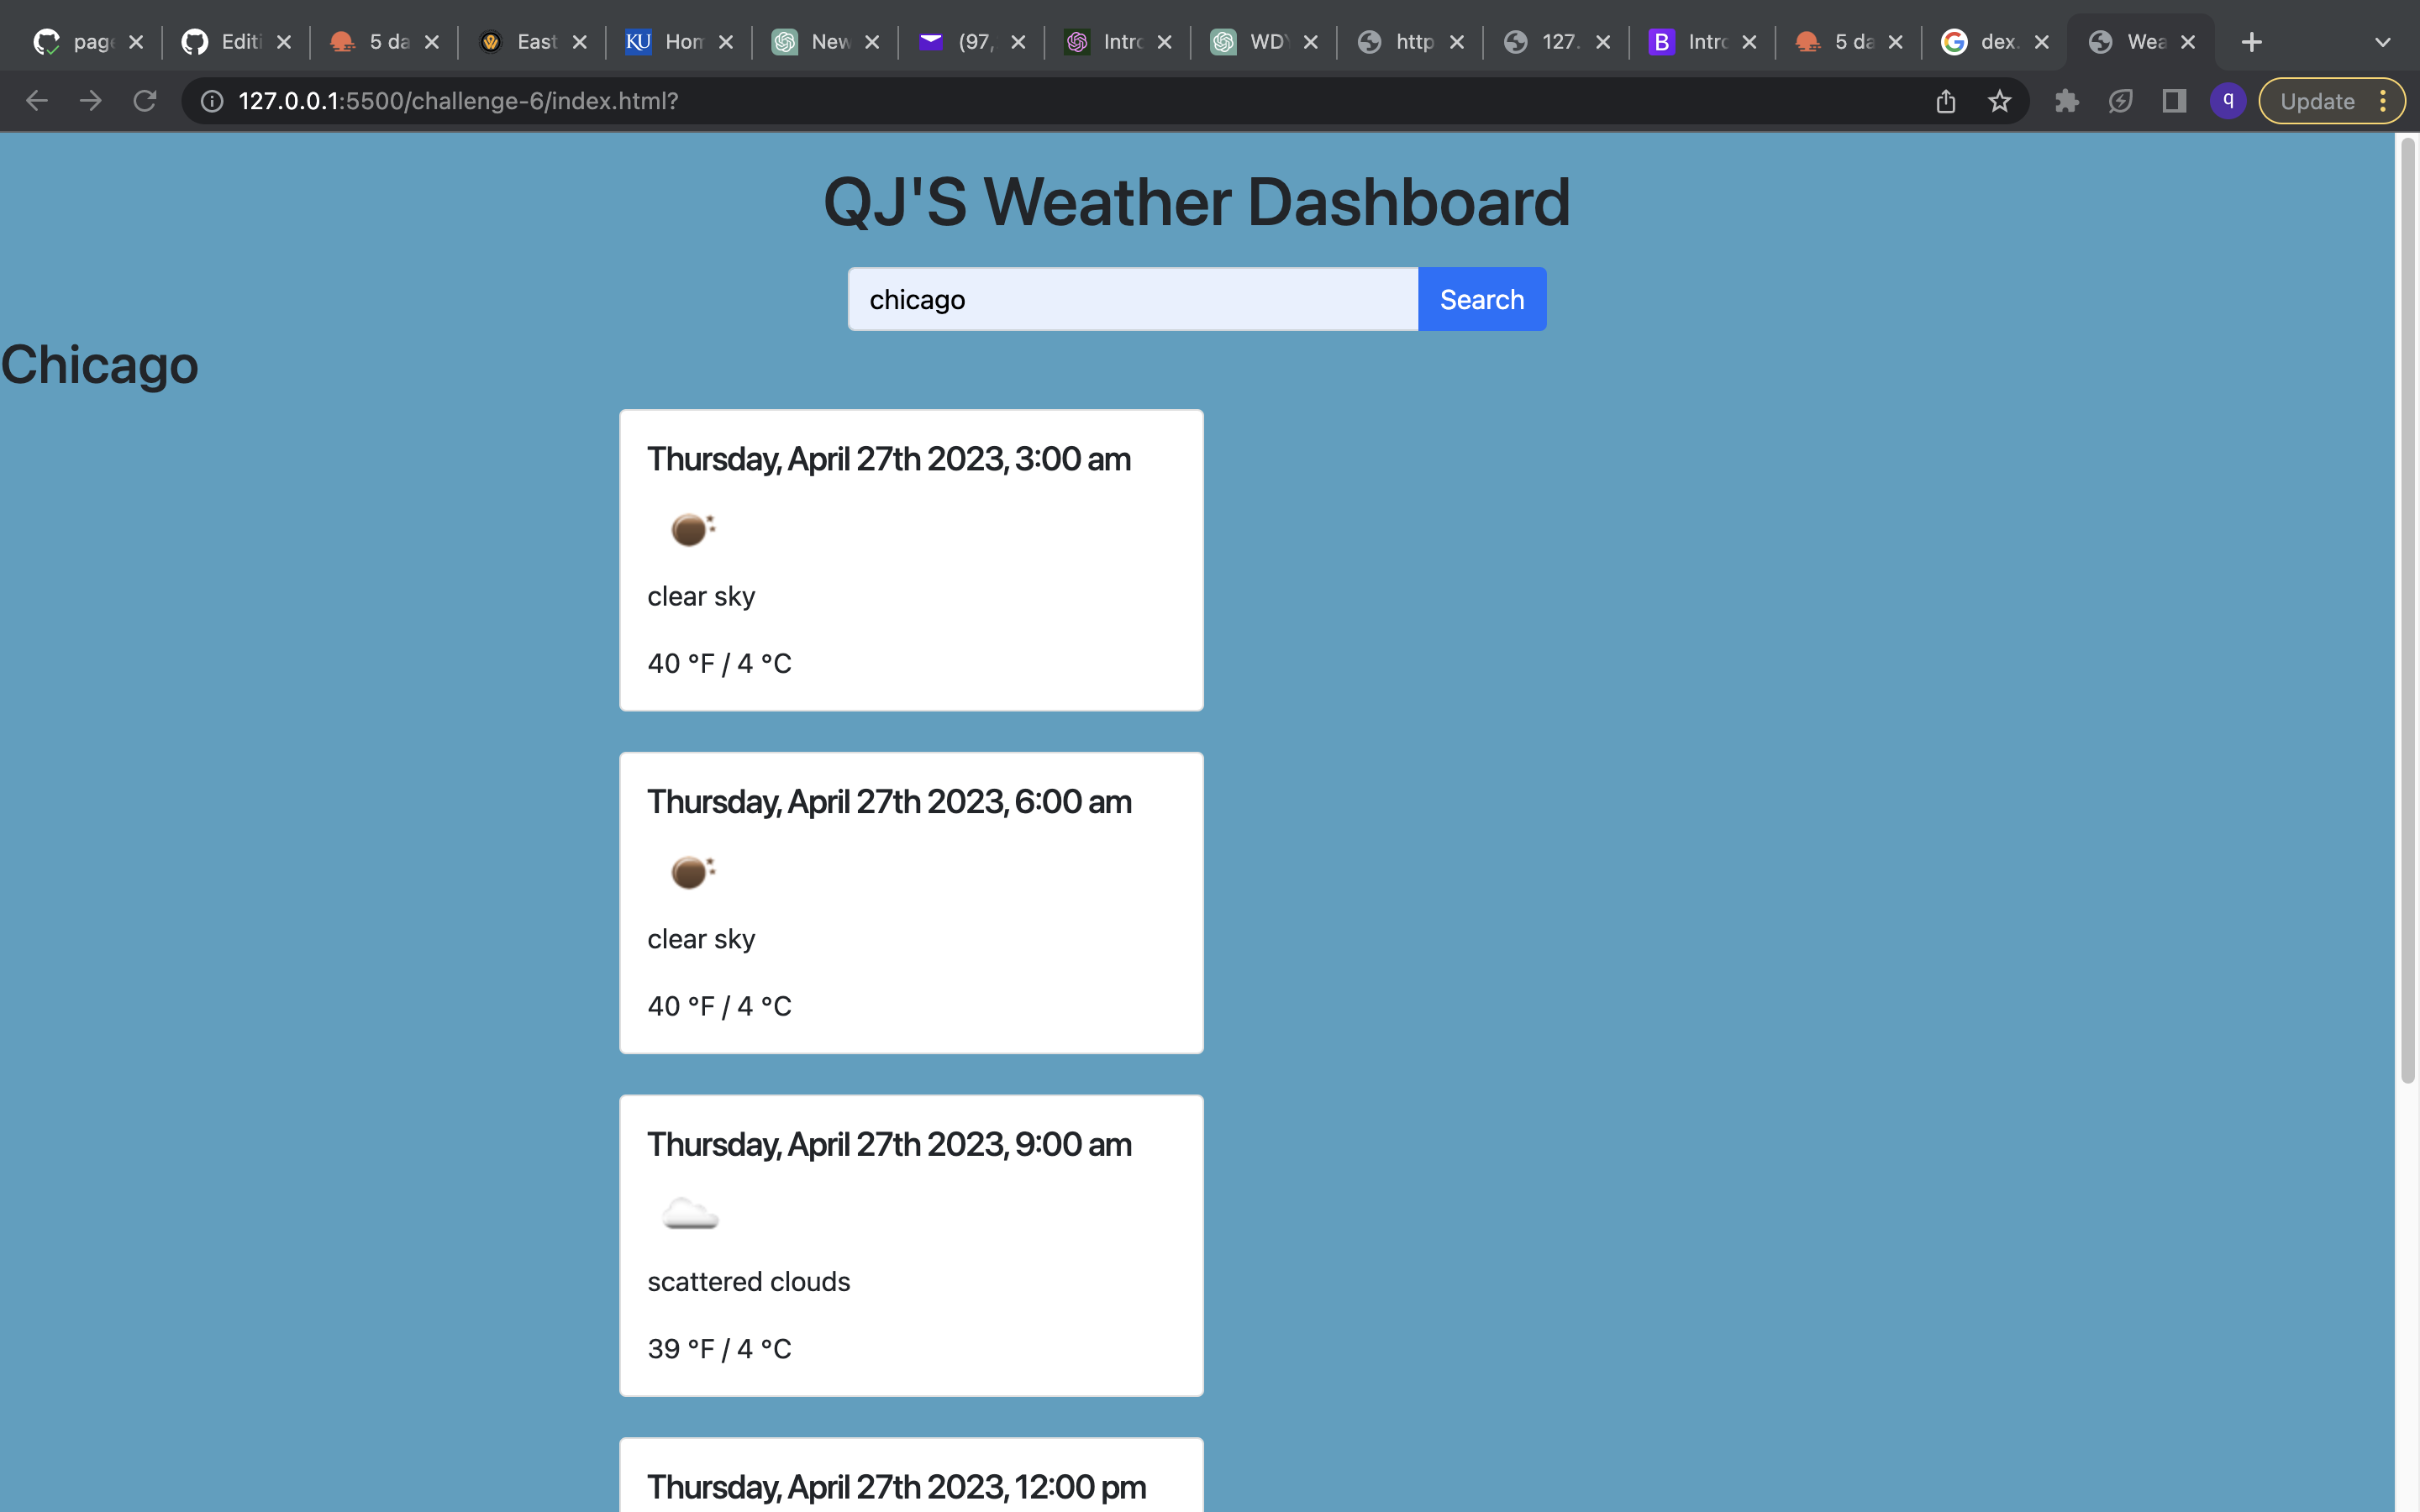 page
Editi
5 da
East
KU
Hom
New
(97,
Intro
WDY
http
127.
B
Intro
5 da
dex.
Wea
127.0.0.1:5500/challenge-6/index.html?
q
Update
QJ'S Weather Dashboard
chicago
Search
Chicago
Thursday, April 27th 2023, 3:00 am
clear sky
40 °F / 4 °C
Thursday, April 27th 2023, 6:00 am
clear sky
40 °F / 4 °C
Thursday, April 27th 2023, 9:00 am
scattered clouds
39 °F / 4 °C
Thursday, April 27th 2023, 12:00 pm